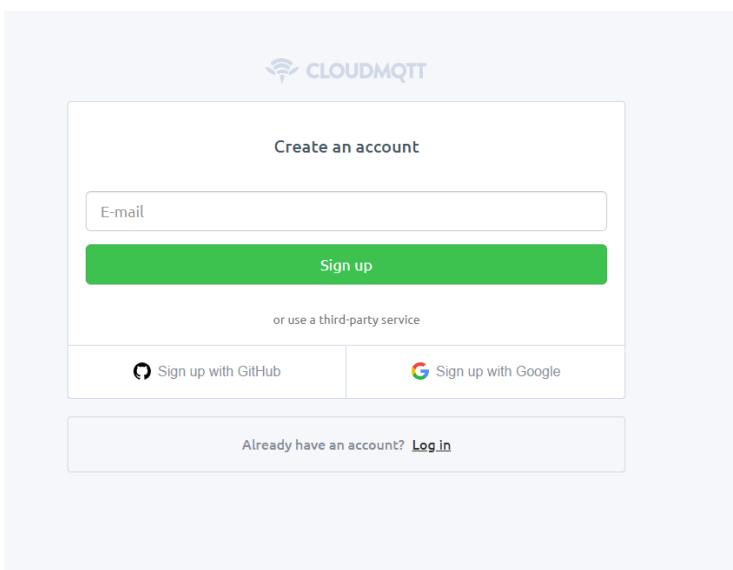 CLOUDMQTT
Create an account
E-mail
Sign up
or use a third-party service
Sign up with GitHub
Sign up with Google
Already have an account? Log in